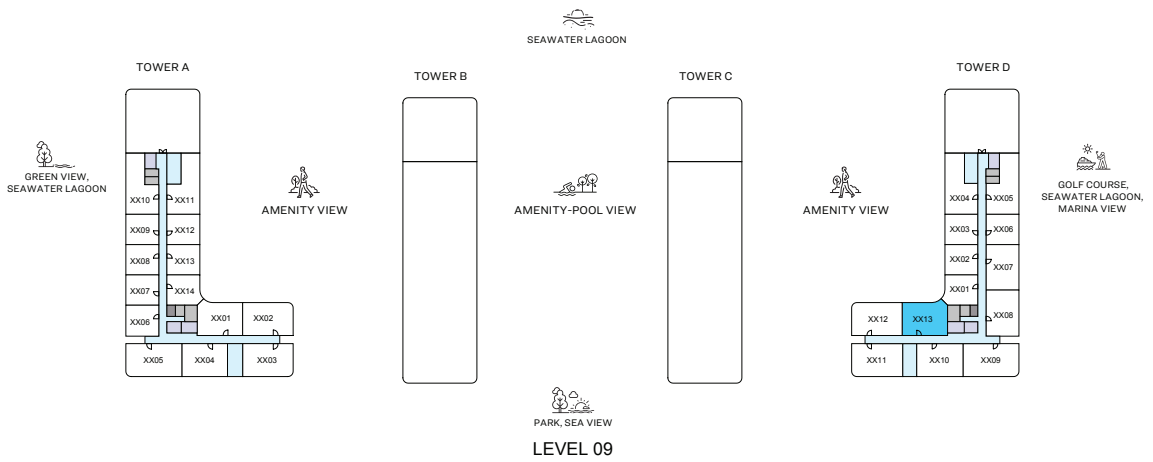 SEAWATER LAGOON
TOWER A
TOWER B
TOWER C
TOWER D
GREEN VIEW,
SEAWATER LAGOON
AMENITY VIEW
AMENITY-POOL VIEW
AMENITY VIEW
GOLF COURSE,
SEAWATER LAGOON,
MARINA VIEW
XX10
XX11
XX09
XX12
XX08
XX13
XX07
XX14
XX06
XX01
XX02
XX05
XX04
XX03
XX04
XX05
XX03
XX06
XX02
XX07
XX01
XX12
XX13
XX08
XX11
XX10
XX09
PARK, SEA VIEW
LEVEL 09